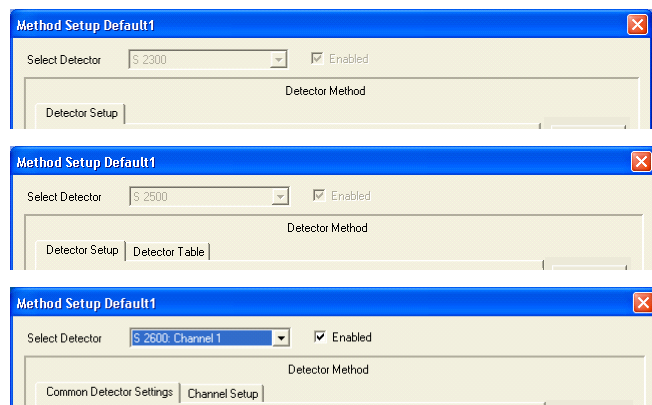 Method Setup Default1
Select Detector S 2300 Enabled
Detector Method
Detector Setup
Method Setup Default1
Select Detector S 2500 Enabled
Detector Method
Detector Setup Detector Table
Method Setup Default1
Select Detector S 2600: Channel 1 Enabled
Detector Method
Common Detector Settings Channel Setup